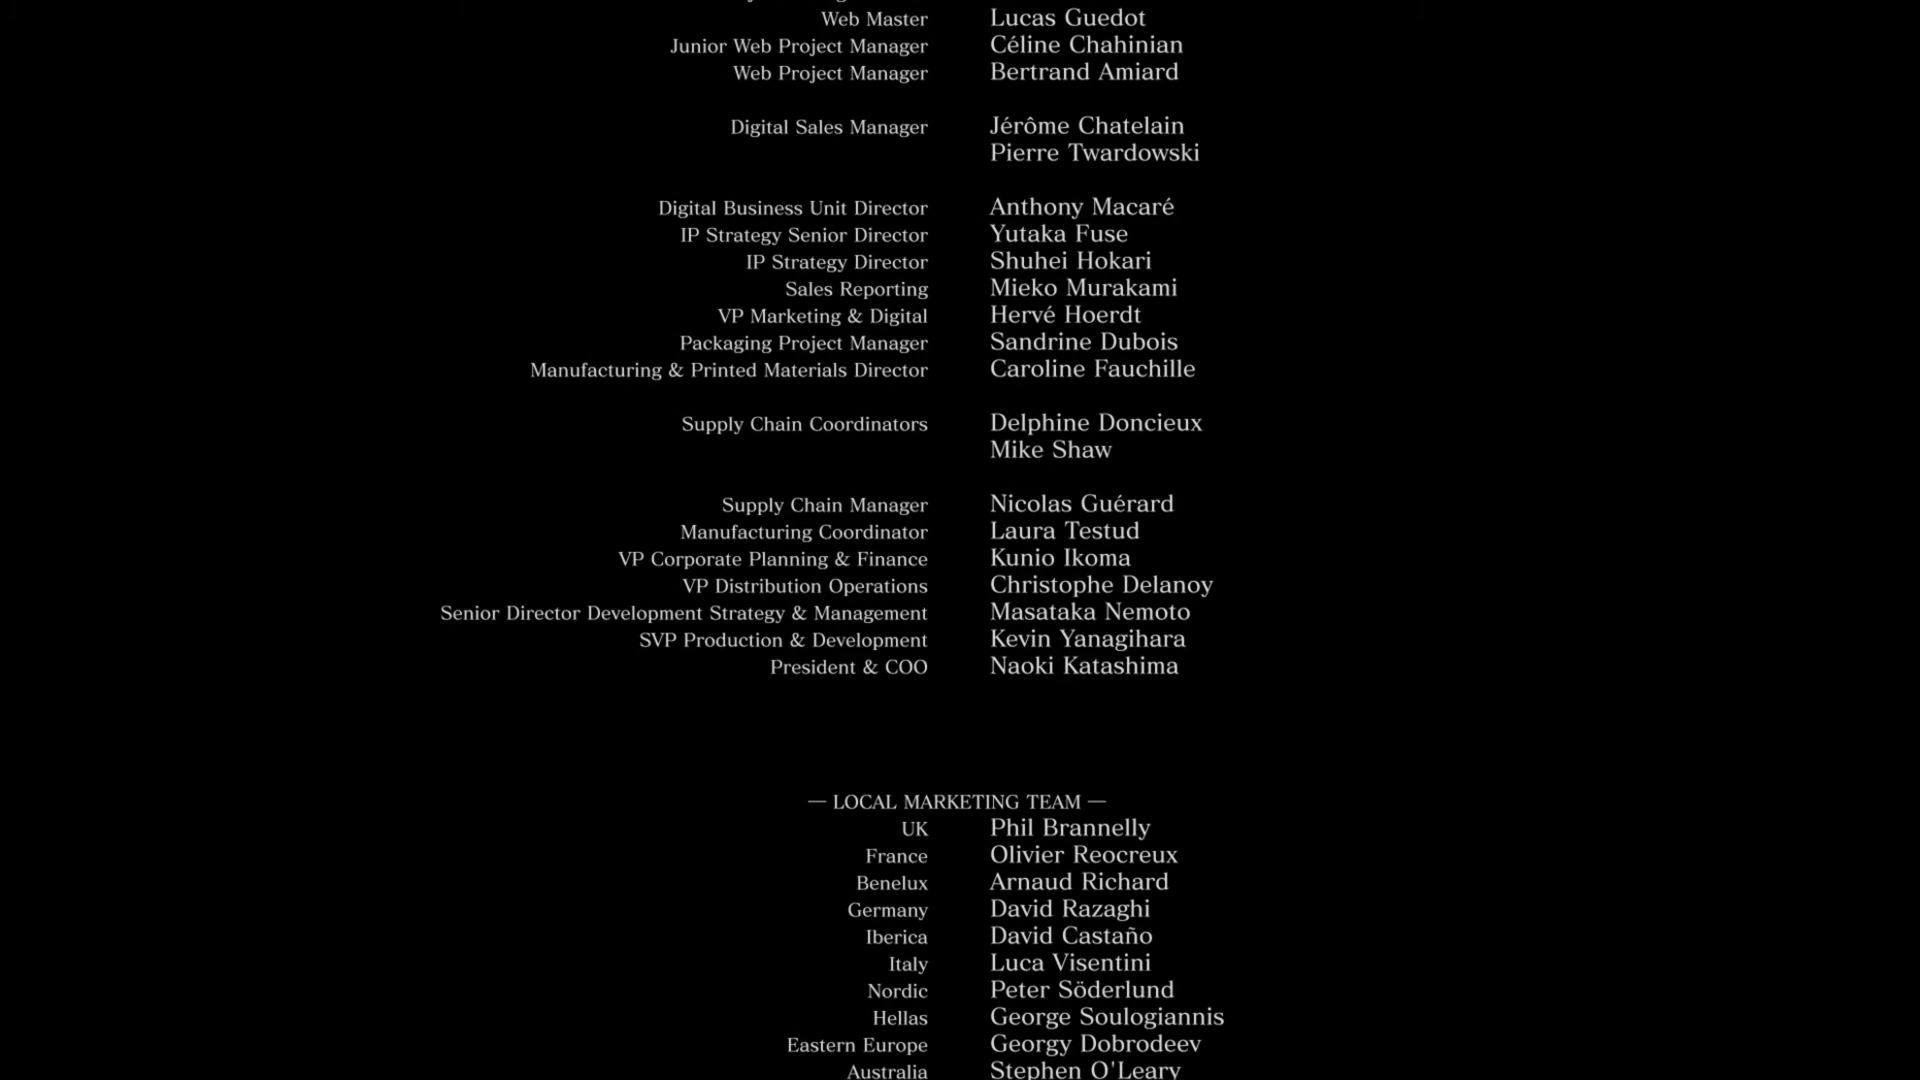 Web Master Lucas Guedot
Junior Web Project Manager Céline Chahinian
Web Project Manager Bertrand Amiard
Digital Sales Manager Jérôme Chatelain
Pierre Twardowski
Digital Business Unit Director Anthony Macaré
IP Strategy Senior Director Yutaka Fuse
IP Strategy Director Shuhei Hokari
Sales Reporting Mieko Murakami
VP Marketing & Digital Hervé Hoerdt
Packaging Project Manager Sandrine Dubois
Manufacturing & Printed Materials Director Caroline Fauchille
Supply Chain Coordinators Delphine Doncieux
Mike Shaw
Supply Chain Manager Nicolas Guérard
Manufacturing Coordinator Laura Testud
VP Corporate Planning & Finance Kunio Ikoma
VP Distribution Operations Christophe Delanoy
Senior Director Development Strategy & Management Masataka Nemoto
SVP Production & Development Kevin Yanagihara
President & COO Naoki Katashima
— LOCAL MARKETING TEAM —
UK Phil Brannelly
France Olivier Reocreux
Benelux Arnaud Richard
Germany David Razaghi
Iberica David Castaño
Italy Luca Visentini
Nordic Peter Söderlund
Hellas George Soulogiannis
Eastern Europe Georgy Dobrodeev
Australia Stephen O'Leary